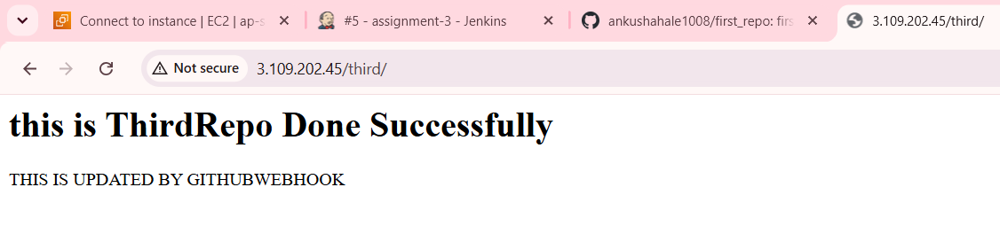 Connect to instance | EC2 | ap-s
#5 - assignment-3 - Jenkins
ankushahale1008/first_repo: firs
3.109.202.45/third/
Not secure
3.109.202.45/third/
this is ThirdRepo Done Successfully
THIS IS UPDATED BY GITHUBWEBHOOK